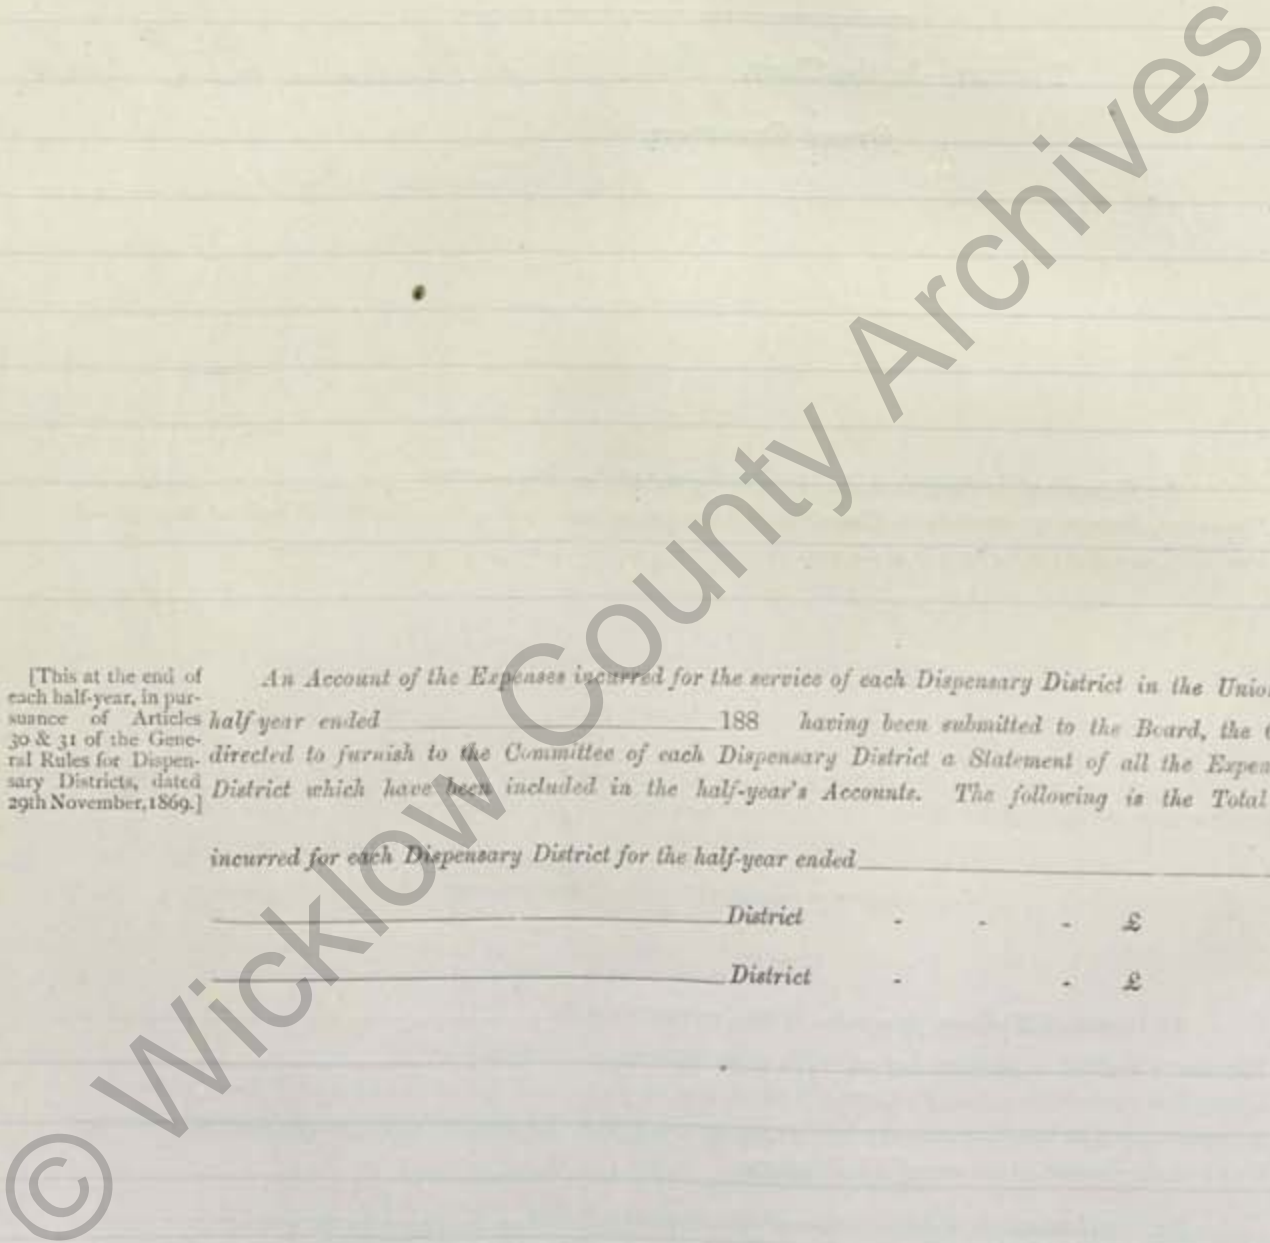 [This at the end of
each half-year, in pur-
suance of Articles
30 & 31 of the Gene-
ral Rules for Dispen-
sary Districts, dated
29th November, 1869.]
An Account of the Expenses incurred for the service of each Dispensary District in the
half year ended 188 having been submitted to the Board, the
directed to furnish to the Committee of each Dispensary District a Statement of all the
District which have been included in the half-year's Accounts. The following is the Total
incurred for each Dispensary District for the half-year ended
District - - - £
District - - £
© Wicklow County Archives